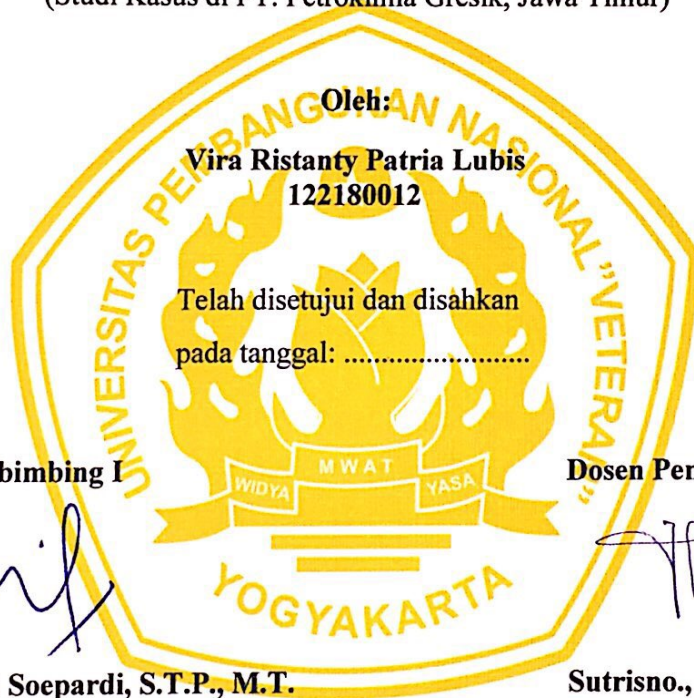 (Studi Kasus di PT. Petrokimia Gresik, Jawa Timur)
Oleh:
Vira Ristanty Patria Lubis
122180012
Telah disetujui dan disahkan
pada tanggal: ..........................
UNIVERSITAS PEMBANGUNAN NASIONAL "VETERAN"
WIDYA MWAT YASA
YOGYAKARTA
bimbing I
Dosen Pem
Soepardi, S.T.P., M.T.
Sutrisno.,